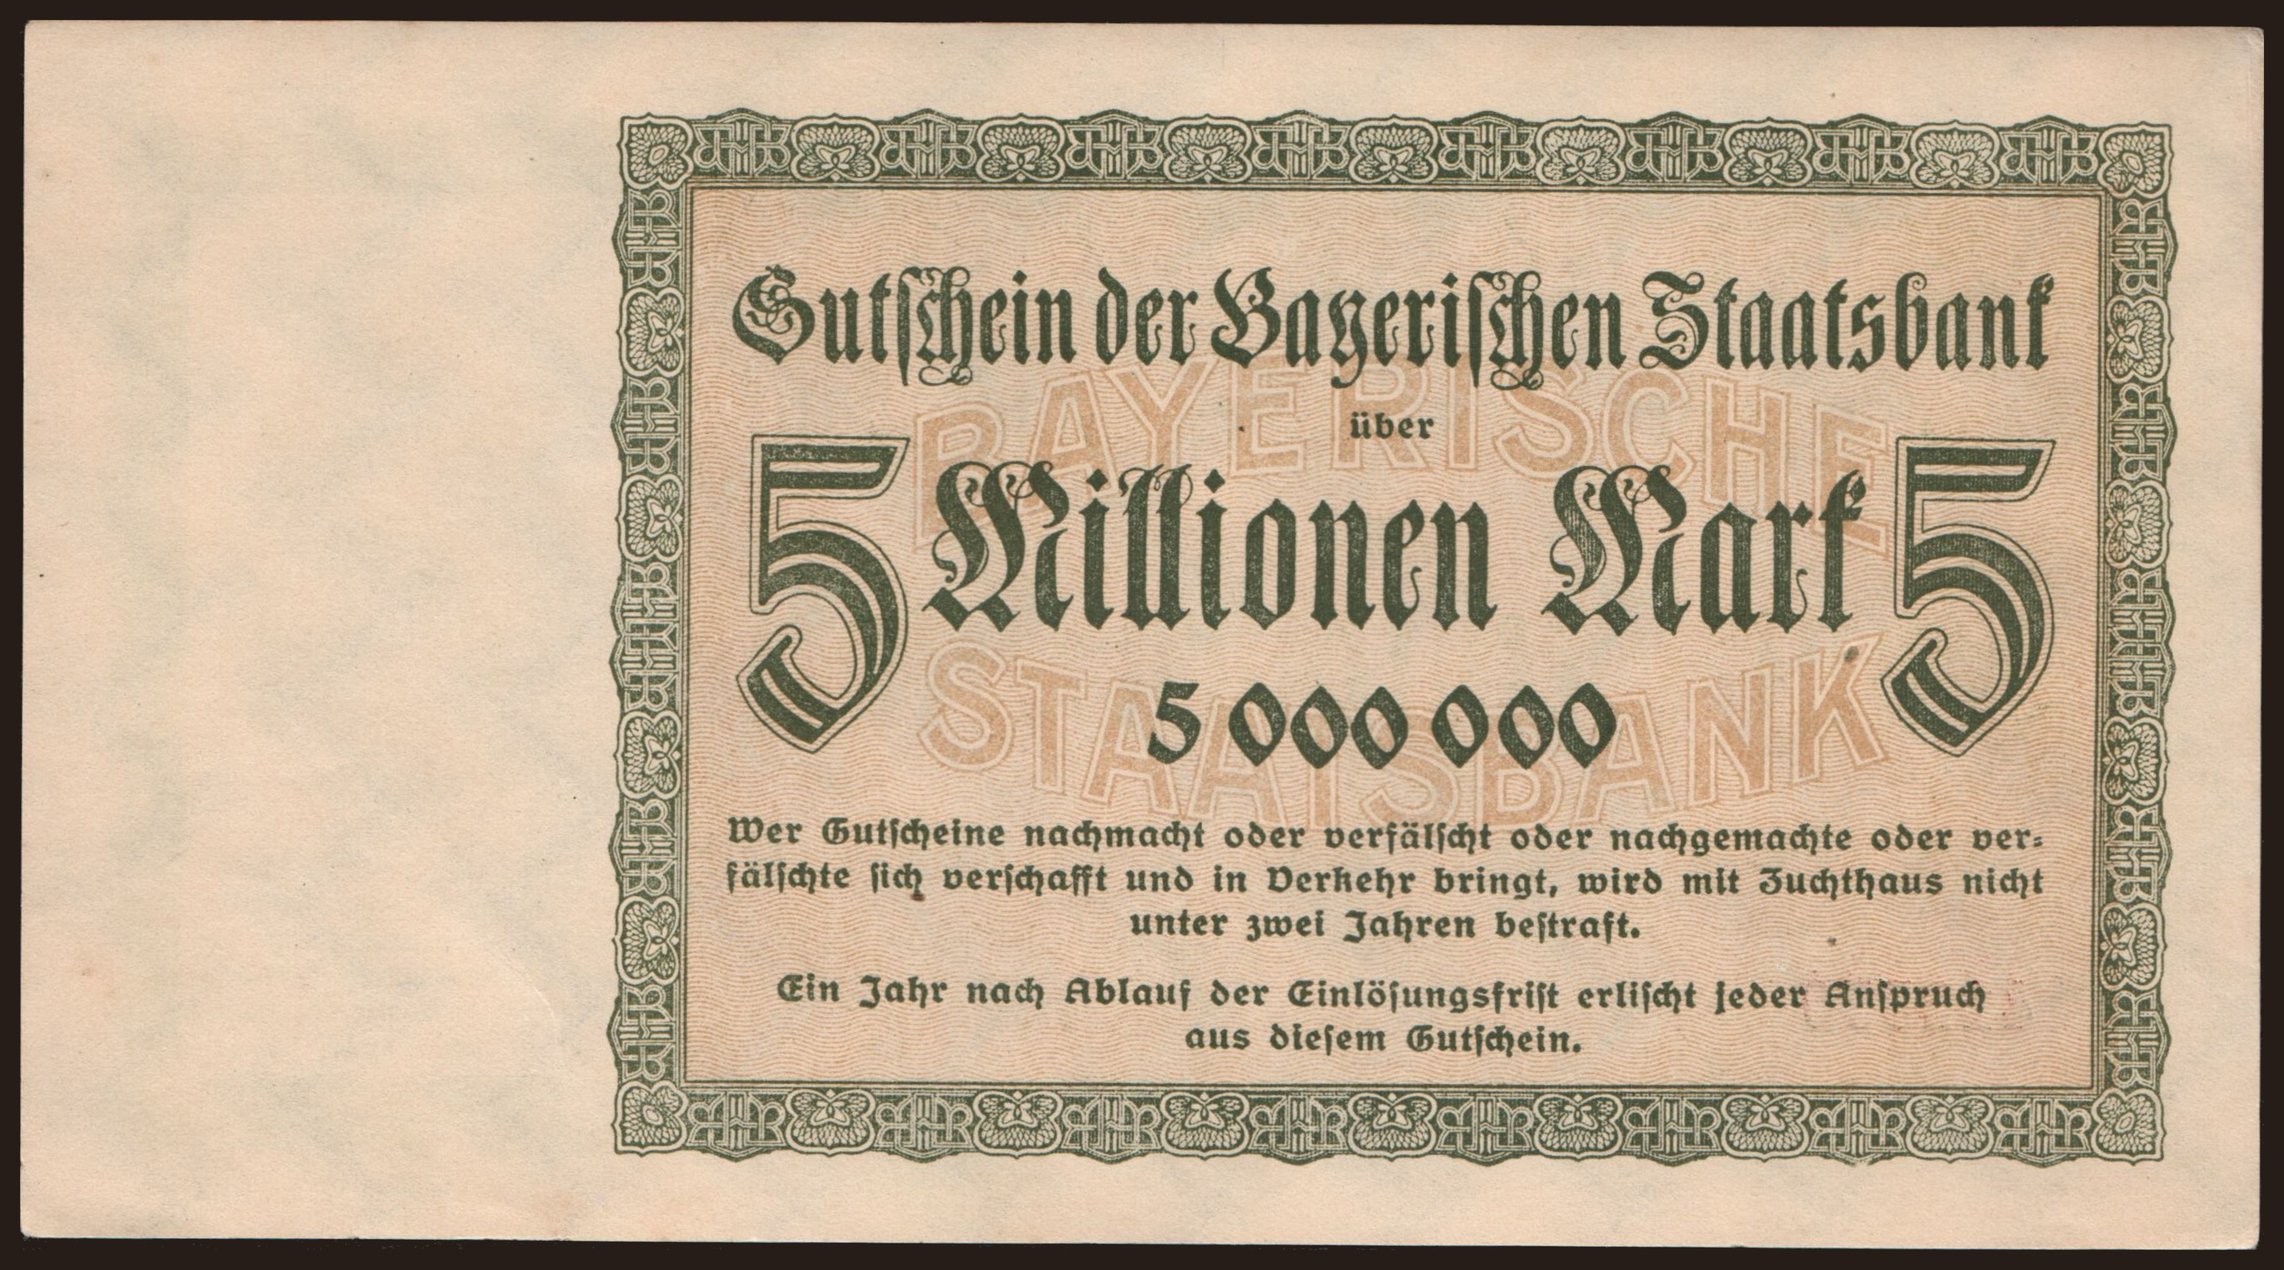 Gutschein der Bayerischen Staatsbank
über
BAYERISCHE
5 Millionen Mark 5
5 000 000
STAATSBANK
Wer Gutscheine nachmacht oder verfälscht oder nachgemachte oder ver-
fälschte sich verschafft und in Verkehr bringt, wird mit Zuchthaus nicht
unter zwei Jahren bestraft.
Ein Jahr nach Ablauf der Einlösungsfrist erlischt jeder Anspruch
aus diesem Gutschein.